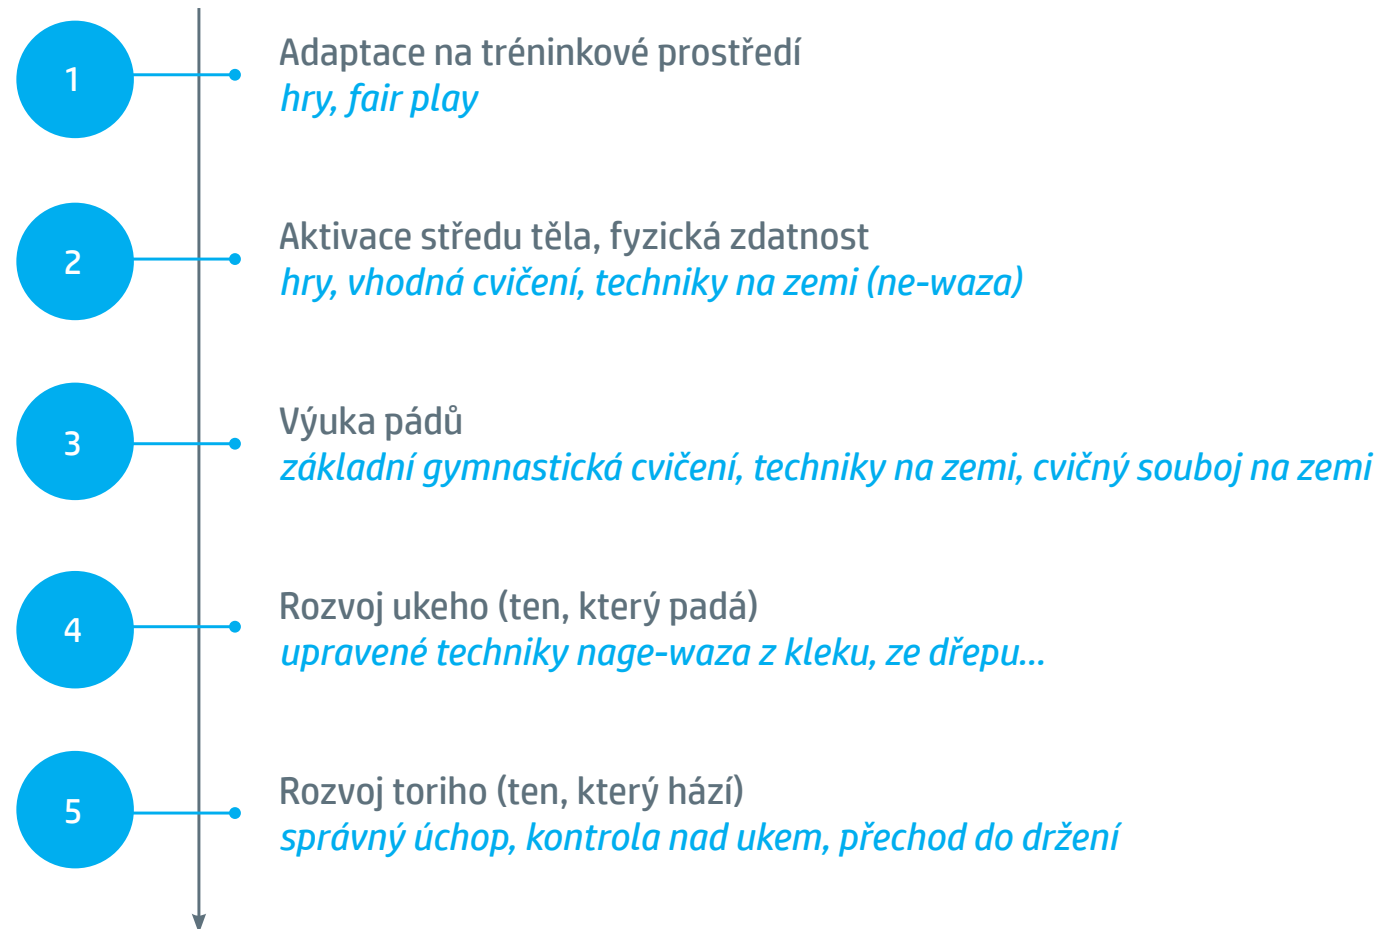 1
Adaptace na tréninkové prostředí
hry, fair play
2
Aktivace středu těla, fyzická zdatnost
hry, vhodná cvičení, techniky na zemi (ne-waza)
3
Výuka pádů
základní gymnastická cvičení, techniky na zemi, cvičný souboj na zemi
4
Rozvoj ukeho (ten, který padá)
upravené techniky nage-waza z kleku, ze dřepu...
5
Rozvoj toriho (ten, který hází)
správný úchop, kontrola nad ukem, přechod do držení